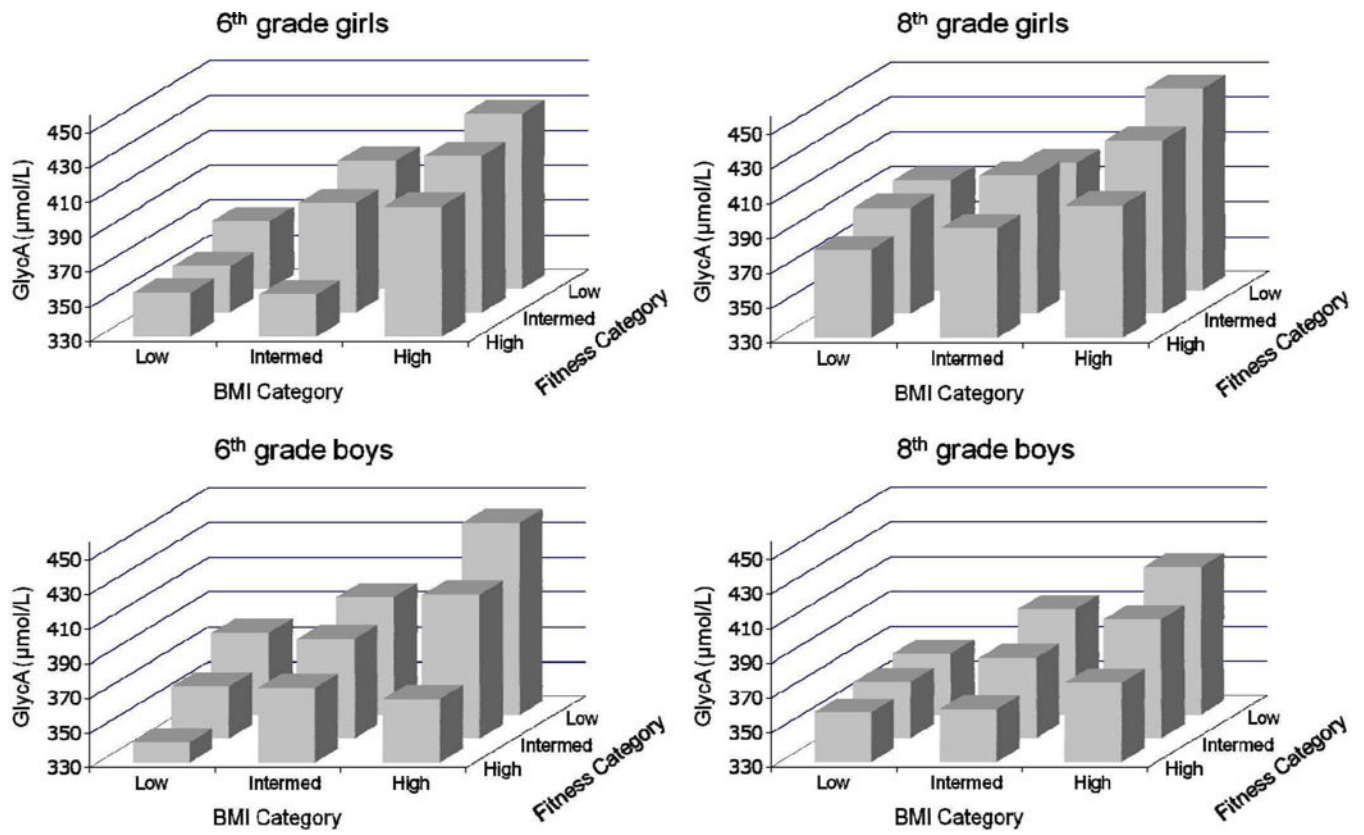 6th grade girls
GlycA (μmol/L)
450
430
410
390
370
350
330
Low
Intermed
High
BMI Category
Low
Intermed
High
Fitness Category
8th grade girls
GlycA (μmol/L)
450
430
410
390
370
350
330
Low
Intermed
High
BMI Category
Low
Intermed
High
Fitness Category
6th grade boys
GlycA (μmol/L)
450
430
410
390
370
350
330
Low
Intermed
High
BMI Category
Low
Intermed
High
Fitness Category
8th grade boys
GlycA (μmol/L)
450
430
410
390
370
350
330
Low
Intermed
High
BMI Category
Low
Intermed
High
Fitness Category